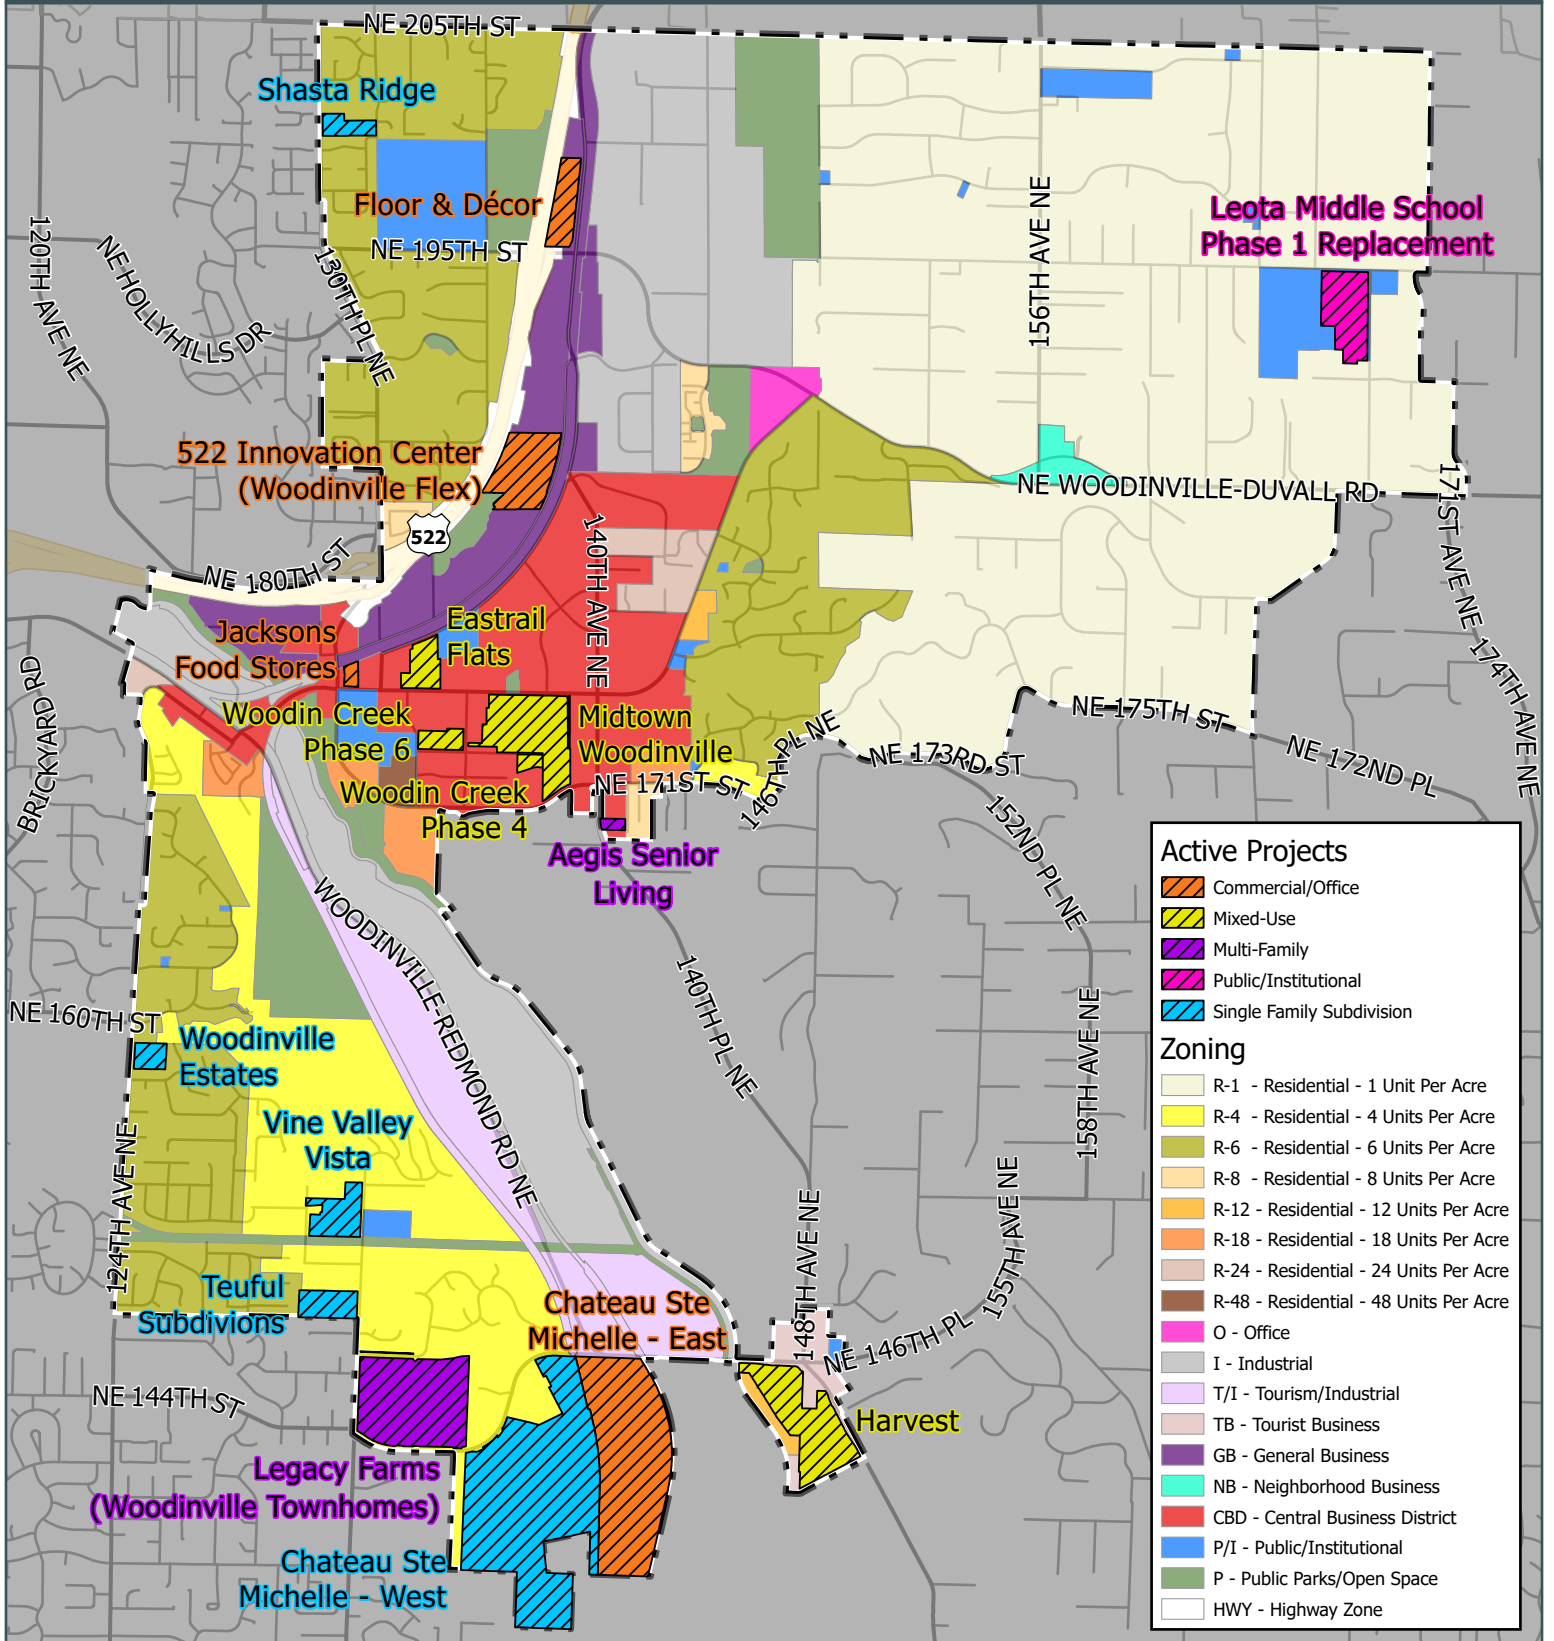 NE 205TH ST
Shasta Ridge
Floor & Décor
NE 195TH ST
120TH AVE NE
NE HOLLYHILLS DR
130TH PL NE
156TH AVE NE
Leota Middle School
Phase 1 Replacement
522 Innovation Center
(Woodinville Flex)
522
NE WOODINVILLE-DUVALL RD
171ST AVE NE
140TH AVE NE
NE 180TH ST
Jacksons
Food Stores
Eastrail
Flats
BRICKYARD RD
174TH AVE NE
Woodin Creek
Phase 6
Midtown
Woodinville
146TH PL NE
NE 175TH ST
NE 173RD ST
NE 172ND PL
Woodin Creek
Phase 4
NE 171ST ST
152ND PL NE
Aegis Senior
Living
WOODINVILLE-REDMOND RD NE
140TH PL NE
NE 160TH ST
Woodinville
Estates
158TH AVE NE
Vine Valley
Vista
124TH AVE NE
148TH AVE NE
155TH AVE NE
Teuful
Subdivions
Chateau Ste
Michelle - East
NE 146TH PL
NE 144TH ST
Harvest
Legacy Farms
(Woodinville Townhomes)
Chateau Ste
Michelle - West
Active Projects
Commercial/Office
Mixed-Use
Multi-Family
Public/Institutional
Single Family Subdivision
Zoning
R-1 - Residential - 1 Unit Per Acre
R-4 - Residential - 4 Units Per Acre
R-6 - Residential - 6 Units Per Acre
R-8 - Residential - 8 Units Per Acre
R-12 - Residential - 12 Units Per Acre
R-18 - Residential - 18 Units Per Acre
R-24 - Residential - 24 Units Per Acre
R-48 - Residential - 48 Units Per Acre
O - Office
I - Industrial
T/I - Tourism/Industrial
TB - Tourist Business
GB - General Business
NB - Neighborhood Business
CBD - Central Business District
P/I - Public/Institutional
P - Public Parks/Open Space
HWY - Highway Zone